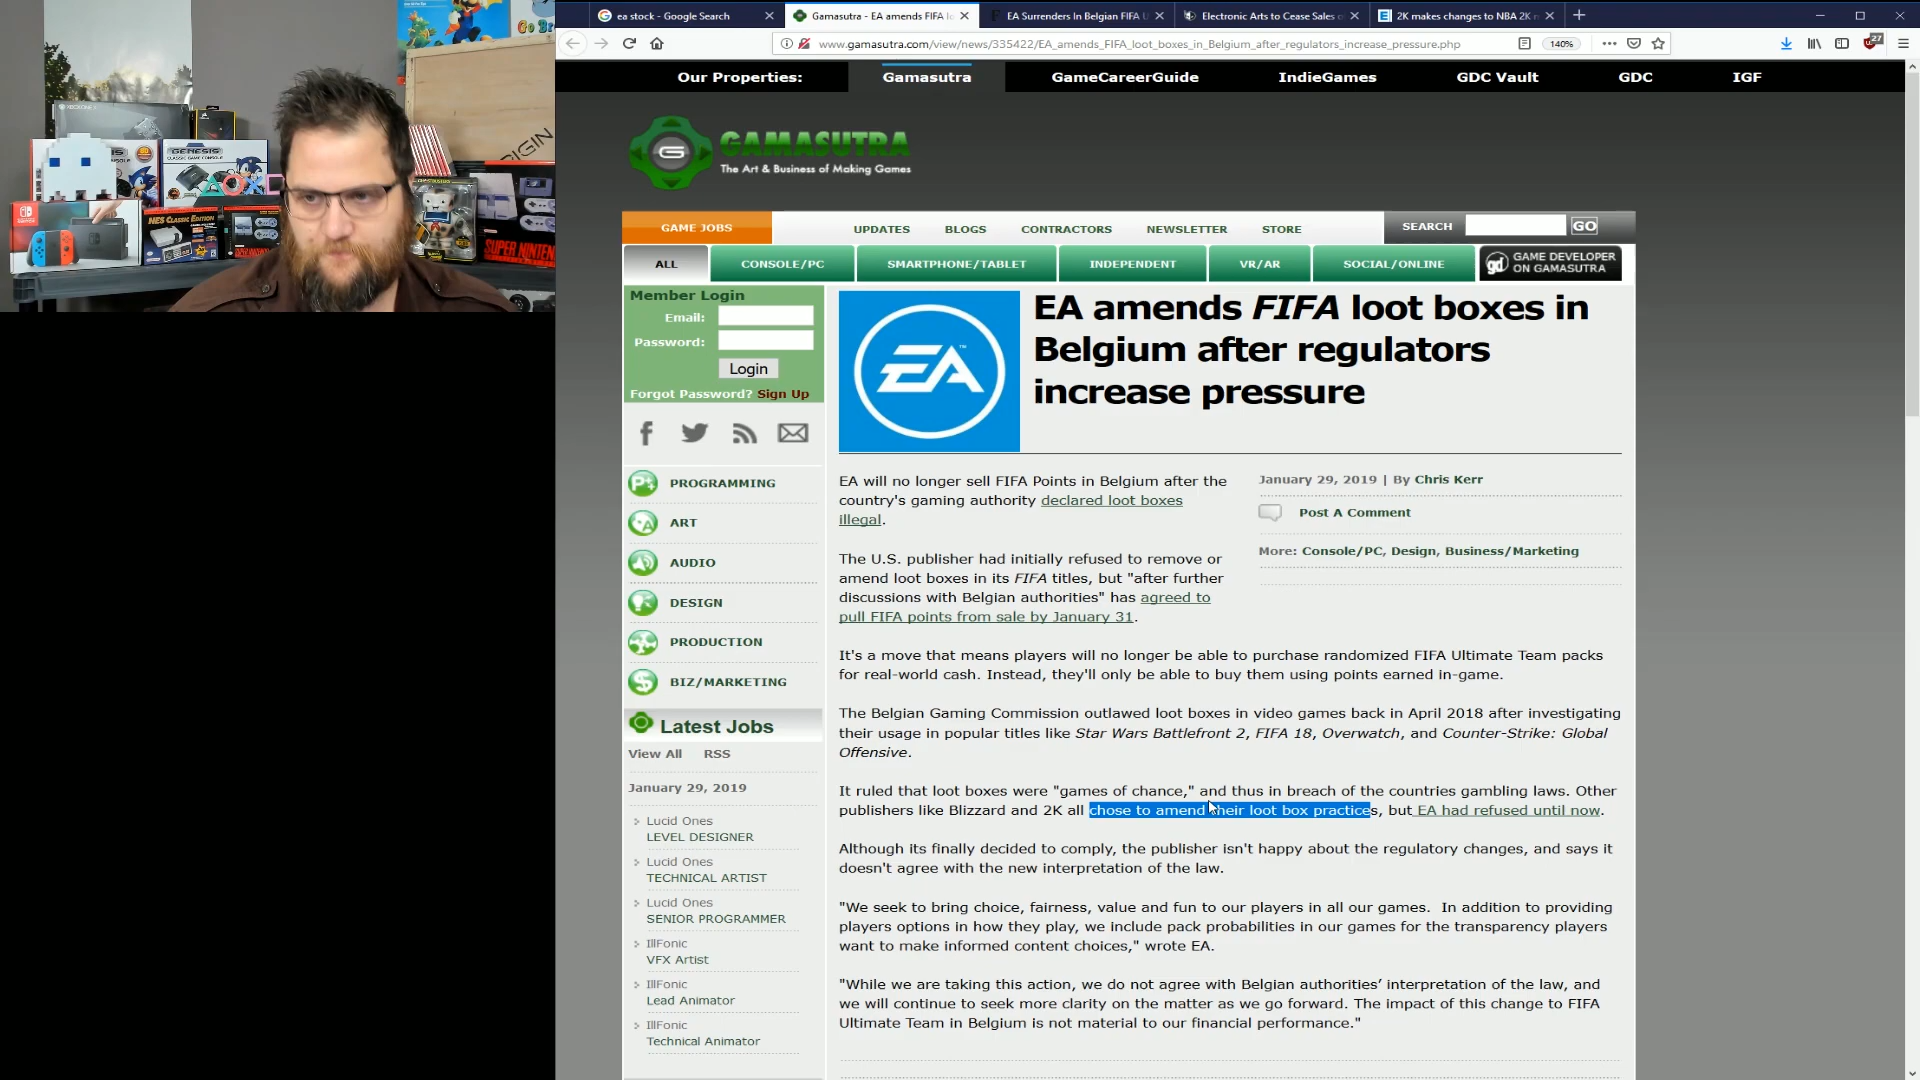 ea stock - Google Search
Gamasutra - EA amends FIFA lo
EA Surrenders In Belgian FIFA U
Electronic Arts to Cease Sales o
2K makes changes to NBA 2K m
www.gamasutra.com/view/news/335422/EA_amends_FIFA_loot_boxes_in_Belgium_after_regulators_increase_pressure.php
140%
27
Our Properties:
Gamasutra
GameCareerGuide
IndieGames
GDC Vault
GDC
IGF
GAMASUTRA
The Art & Business of Making Games
GAME JOBS
UPDATES
BLOGS
CONTRACTORS
NEWSLETTER
STORE
SEARCH
GO
ALL
CONSOLE/PC
SMARTPHONE/TABLET
INDEPENDENT
VR/AR
SOCIAL/ONLINE
gd
GAME DEVELOPER
ON GAMASUTRA
Member Login
Email:
Password:
Login
Forgot Password? Sign Up
PROGRAMMING
ART
AUDIO
DESIGN
PRODUCTION
BIZ/MARKETING
Latest Jobs
View All
RSS
January 29, 2019
Lucid Ones
LEVEL DESIGNER
Lucid Ones
TECHNICAL ARTIST
Lucid Ones
SENIOR PROGRAMMER
IllFonic
VFX Artist
IllFonic
Lead Animator
IllFonic
Technical Animator
EA
EA amends FIFA loot boxes in
Belgium after regulators
increase pressure
January 29, 2019 | By Chris Kerr
Post A Comment
More: Console/PC, Design, Business/Marketing
EA will no longer sell FIFA Points in Belgium after the
country's gaming authority declared loot boxes
illegal.
The U.S. publisher had initially refused to remove or
amend loot boxes in its FIFA titles, but "after further
discussions with Belgian authorities" has agreed to
pull FIFA points from sale by January 31.
It's a move that means players will no longer be able to purchase randomized FIFA Ultimate Team packs
for real-world cash. Instead, they'll only be able to buy them using points earned in-game.
The Belgian Gaming Commission outlawed loot boxes in video games back in April 2018 after investigating
their usage in popular titles like Star Wars Battlefront 2, FIFA 18, Overwatch, and Counter-Strike: Global
Offensive.
It ruled that loot boxes were "games of chance," and thus in breach of the countries gambling laws. Other
publishers like Blizzard and 2K all chose to amend their loot box practices, but EA had refused until now.
Although its finally decided to comply, the publisher isn't happy about the regulatory changes, and says it
doesn't agree with the new interpretation of the law.
"We seek to bring choice, fairness, value and fun to our players in all our games. In addition to providing
players options in how they play, we include pack probabilities in our games for the transparency players
want to make informed content choices," wrote EA.
"While we are taking this action, we do not agree with Belgian authorities' interpretation of the law, and
we will continue to seek more clarity on the matter as we go forward. The impact of this change to FIFA
Ultimate Team in Belgium is not material to our financial performance."
XBOX ONE
GENESIS
GENESIS
NES CLASSIC EDITION
SUPER NINTENDO